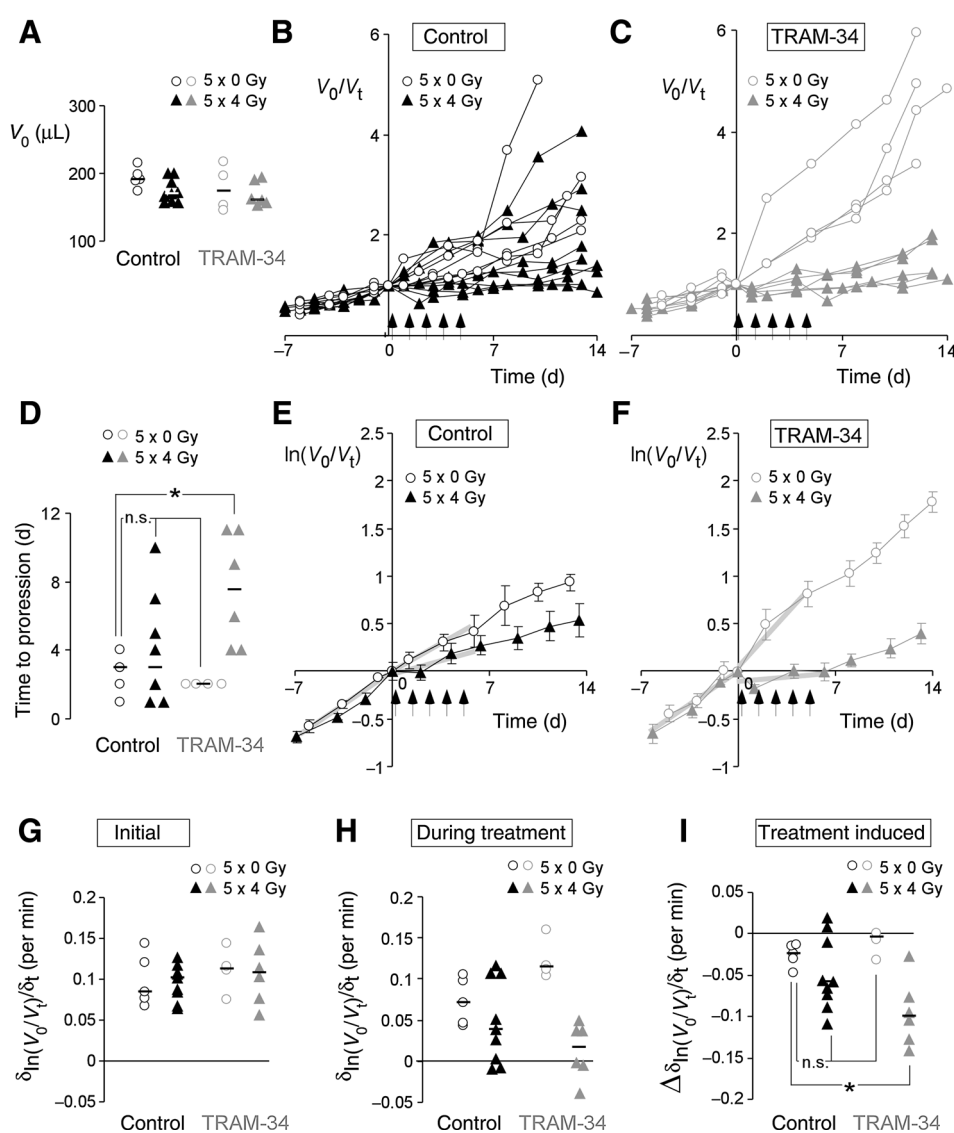 A
V0 (µL)
5 x 0 Gy
5 x 4 Gy
300
200
100
Control TRAM-34
B
Control
V0/Vt
5 x 0 Gy
5 x 4 Gy
6
4
2
−7 0 7 14
Time (d)
C
TRAM-34
V0/Vt
5 x 0 Gy
5 x 4 Gy
6
4
2
−7 0 7 14
Time (d)
D
5 x 0 Gy
5 x 4 Gy
Time to proression (d)
12
8
4
0
*
n.s.
Control TRAM-34
E
Control
ln(V0/Vt)
5 x 0 Gy
5 x 4 Gy
2.5
2
1.5
1
0.5
−0.5
−1
−7 0 7 14
Time (d)
F
TRAM-34
ln(V0/Vt)
5 x 0 Gy
5 x 4 Gy
2.5
2
1.5
1
0.5
−0.5
−1
−7 0 7 14
Time (d)
G
Initial
5 x 0 Gy
5 x 4 Gy
δln(V0/Vt)/δt (per min)
0.2
0.15
0.1
0.05
0
−0.05
Control TRAM-34
H
During treatment
5 x 0 Gy
5 x 4 Gy
δln(V0/Vt)/δt (per min)
0.2
0.15
0.1
0.05
0
−0.05
Control TRAM-34
I
Treatment induced
5 x 0 Gy
5 x 4 Gy
Δδln(V0/Vt)/δt (per min)
0.05
0
−0.05
−0.1
−0.15
−0.2
n.s.
*
Control TRAM-34